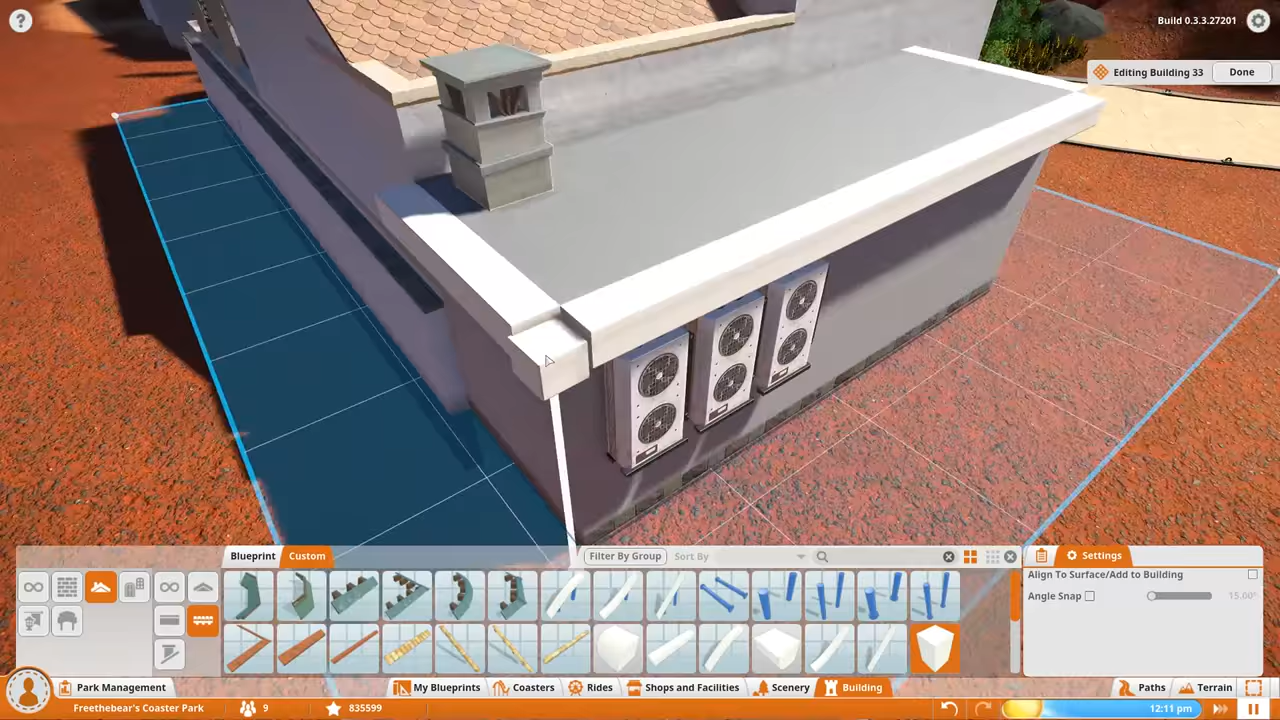 ?
Build 0.3.3.27201
Editing Building 33
Done
Blueprint
Custom
Filter By Group
Sort By
Settings
Align To Surface/Add to Building
Angle Snap
15.00°
Park Management
My Blueprints
Coasters
Rides
Shops and Facilities
Scenery
Building
Paths
Terrain
Freethebear's Coaster Park
9
835599
12:11 pm